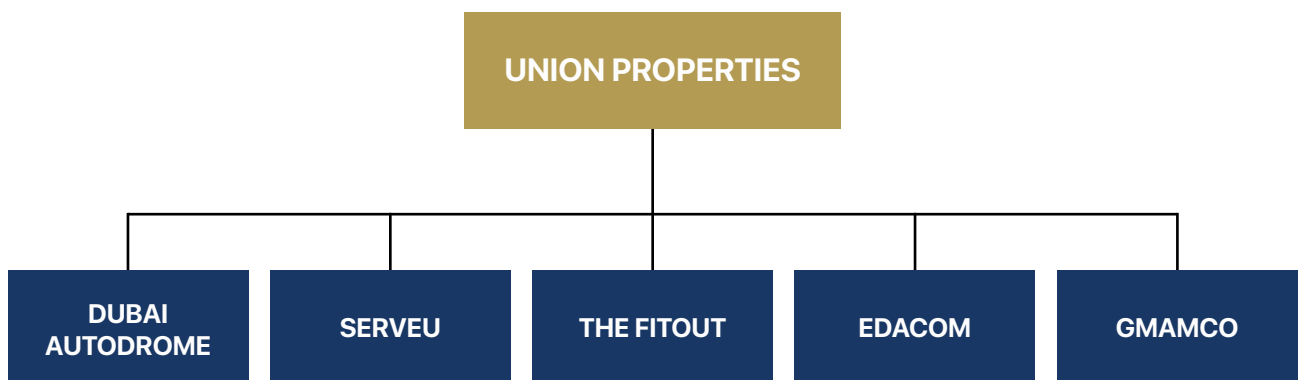 UNION PROPERTIES
DUBAI
AUTODROME
SERVEU
THE FITOUT
EDACOM
GMAMCO